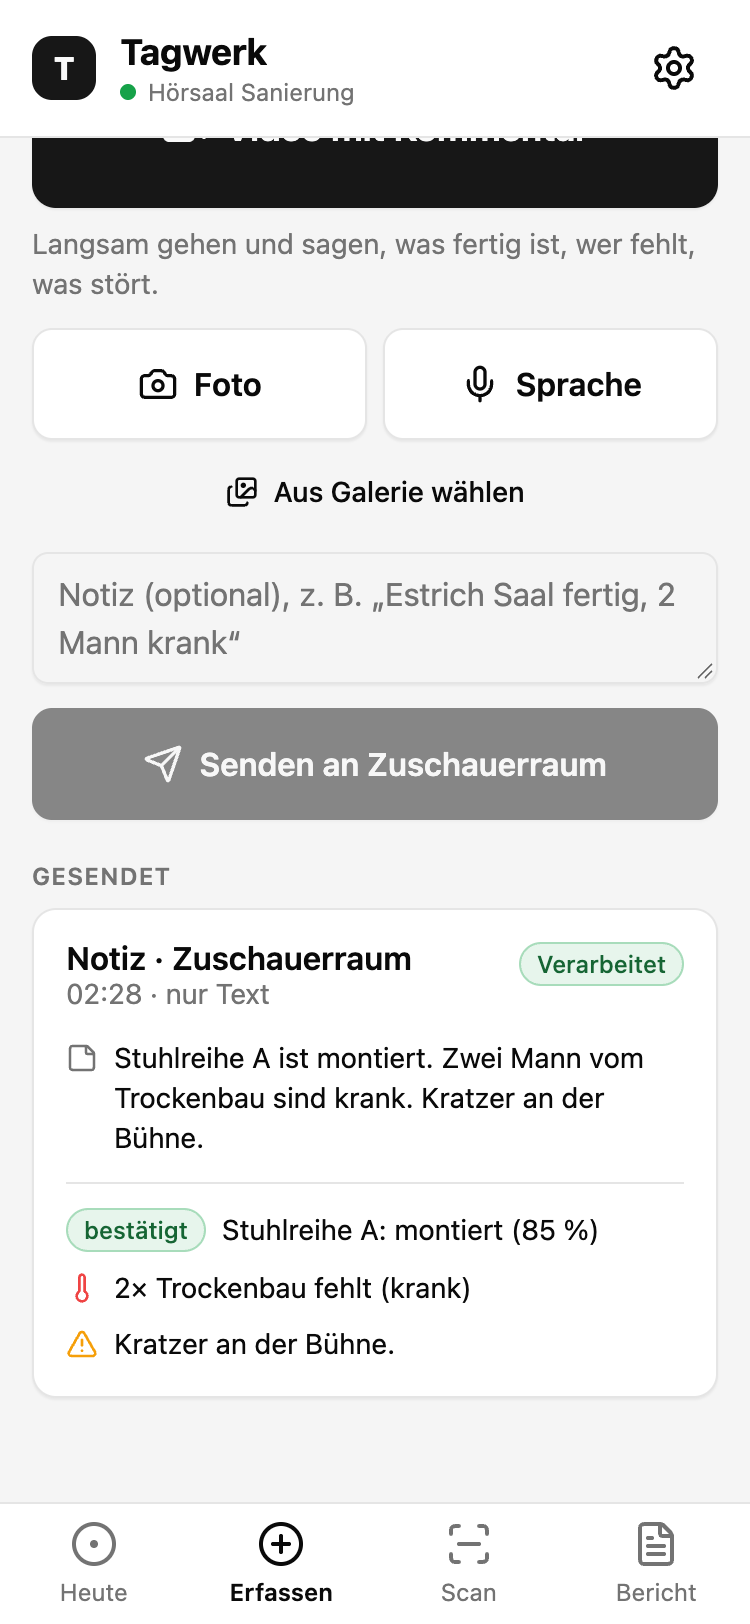 T
Tagwerk
Hörsaal Sanierung
Video mit Kommentar
Langsam gehen und sagen, was fertig ist, wer fehlt,
was stört.
Foto
Sprache
Aus Galerie wählen
Notiz (optional), z. B. „Estrich Saal fertig, 2
Mann krank“
Senden an Zuschauerraum
GESENDET
Notiz · Zuschauerraum
Verarbeitet
02:28 · nur Text
Stuhlreihe A ist montiert. Zwei Mann vom
Trockenbau sind krank. Kratzer an der
Bühne.
bestätigt Stuhlreihe A: montiert (85 %)
2× Trockenbau fehlt (krank)
Kratzer an der Bühne.
Heute
Erfassen
Scan
Bericht